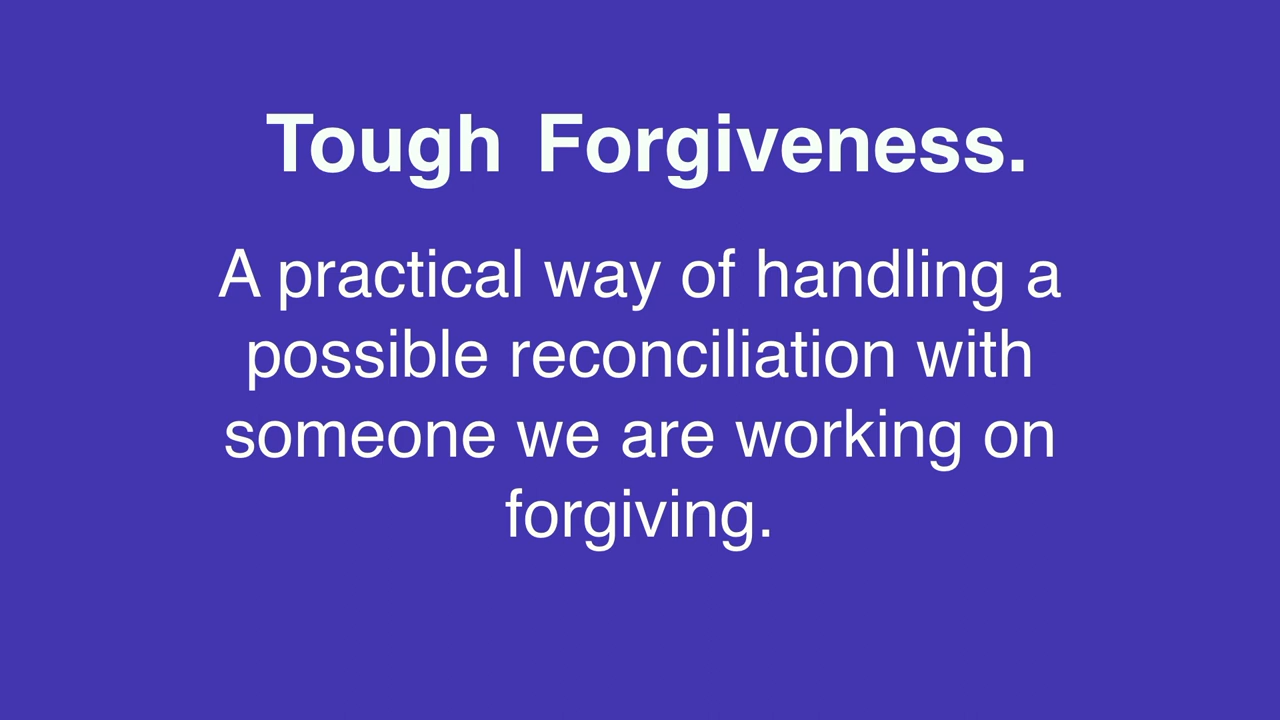 Tough Forgiveness.
A practical way of handling a
possible reconciliation with
someone we are working on
forgiving.